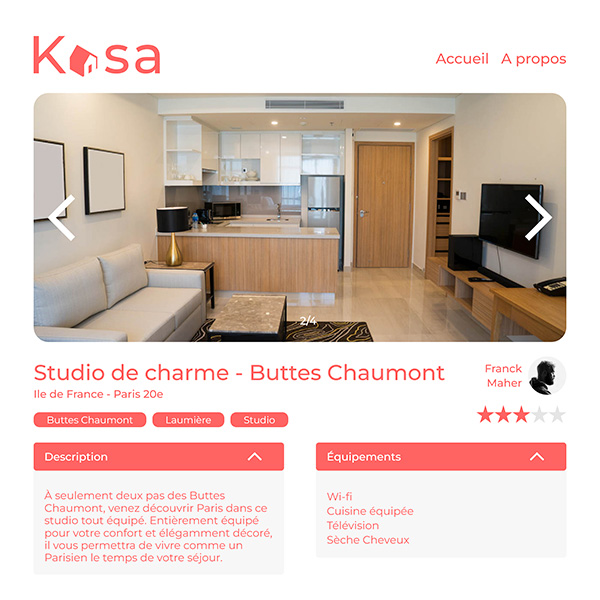 Kasa
Accueil A propos
2/4
Studio de charme - Buttes Chaumont
Ile de France - Paris 20e
Franck
Maher
Buttes Chaumont Laumière Studio
Description
À seulement deux pas des Buttes
Chaumont, venez découvrir Paris dans ce
studio tout équipé. Entièrement équipé
pour votre confort et élégamment décoré,
il vous permettra de vivre comme un
Parisien le temps de votre séjour.
Équipements
Wi-fi
Cuisine équipée
Télévision
Sèche Cheveux